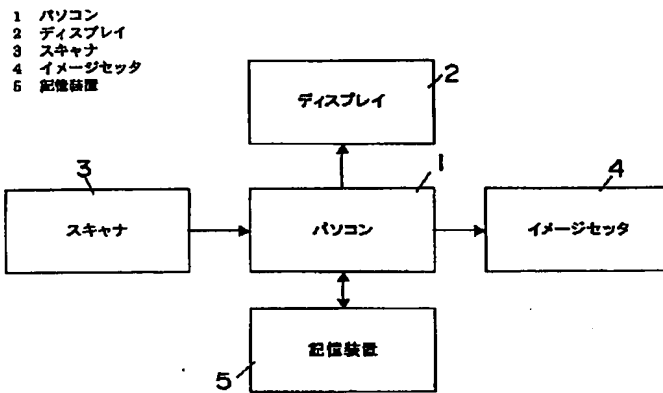 1 パソコン
2 ディスプレイ
3 スキャナ
4 イメージセッタ
5 記憶装置
ディスプレイ
2
3
スキャナ
1
パソコン
4
イメージセッタ
記憶装置
5